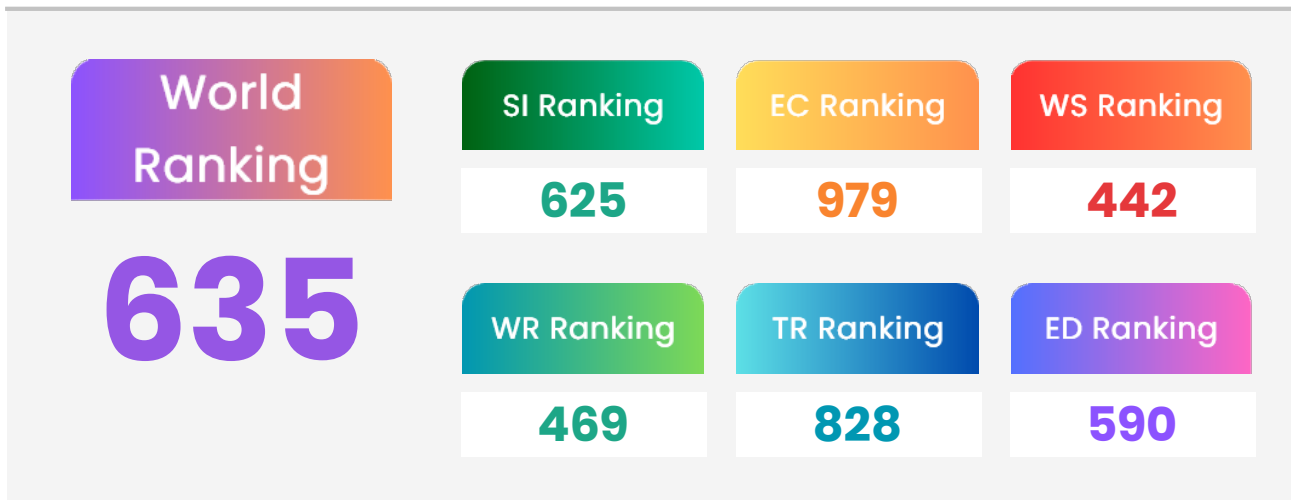 World
Ranking
635
SI Ranking
625
EC Ranking
979
WS Ranking
442
WR Ranking
469
TR Ranking
828
ED Ranking
590